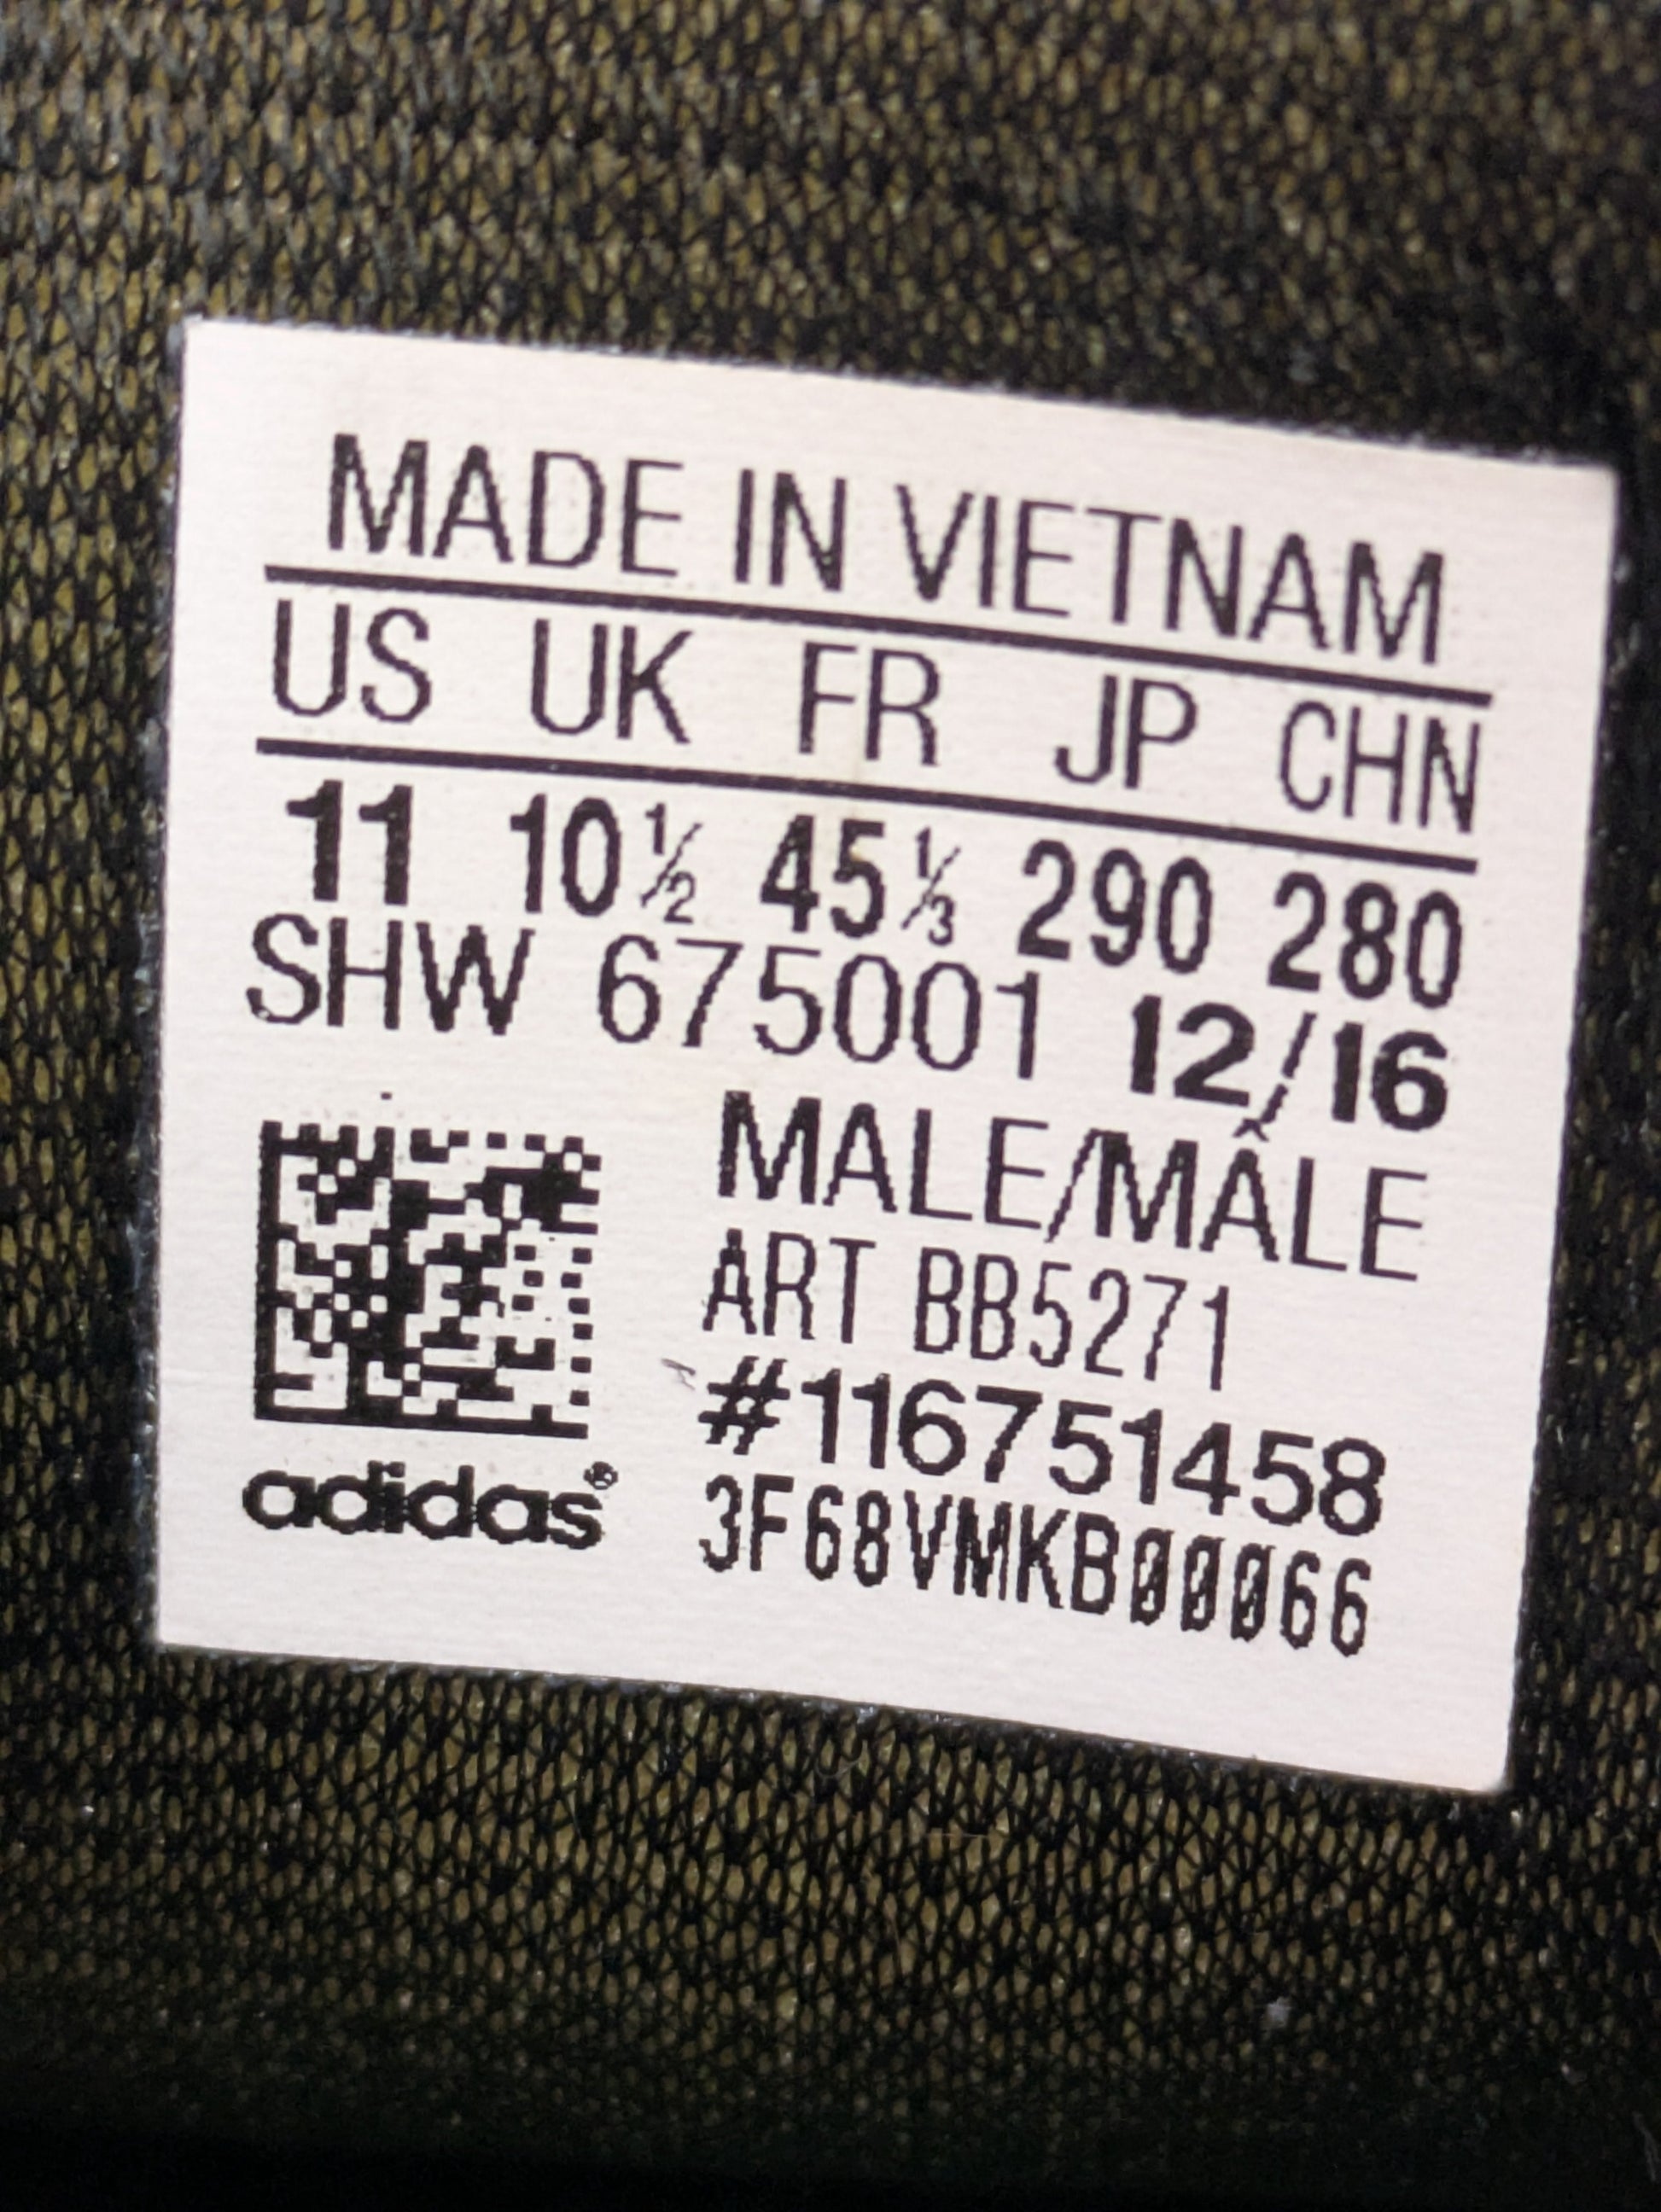 MADE IN VIETNAM
US UK FR JP CHN
11 10½ 45⅓ 290 280
SHW 675001 12/16
MALE/MÂLE
ART BB5271
#116751458
3F68VMKB00066
adidas®